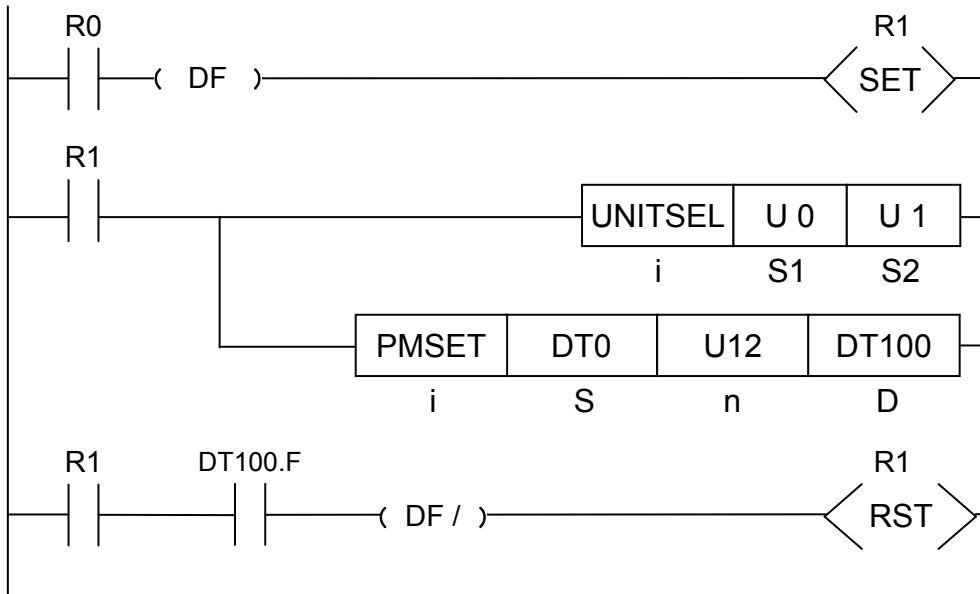 R0 R1
( DF ) SET
R1
UNITSEL U 0 U 1
i S1 S2
PMSET DT0 U12 DT100
i S n D
R1 DT100.F R1
( DF / ) RST